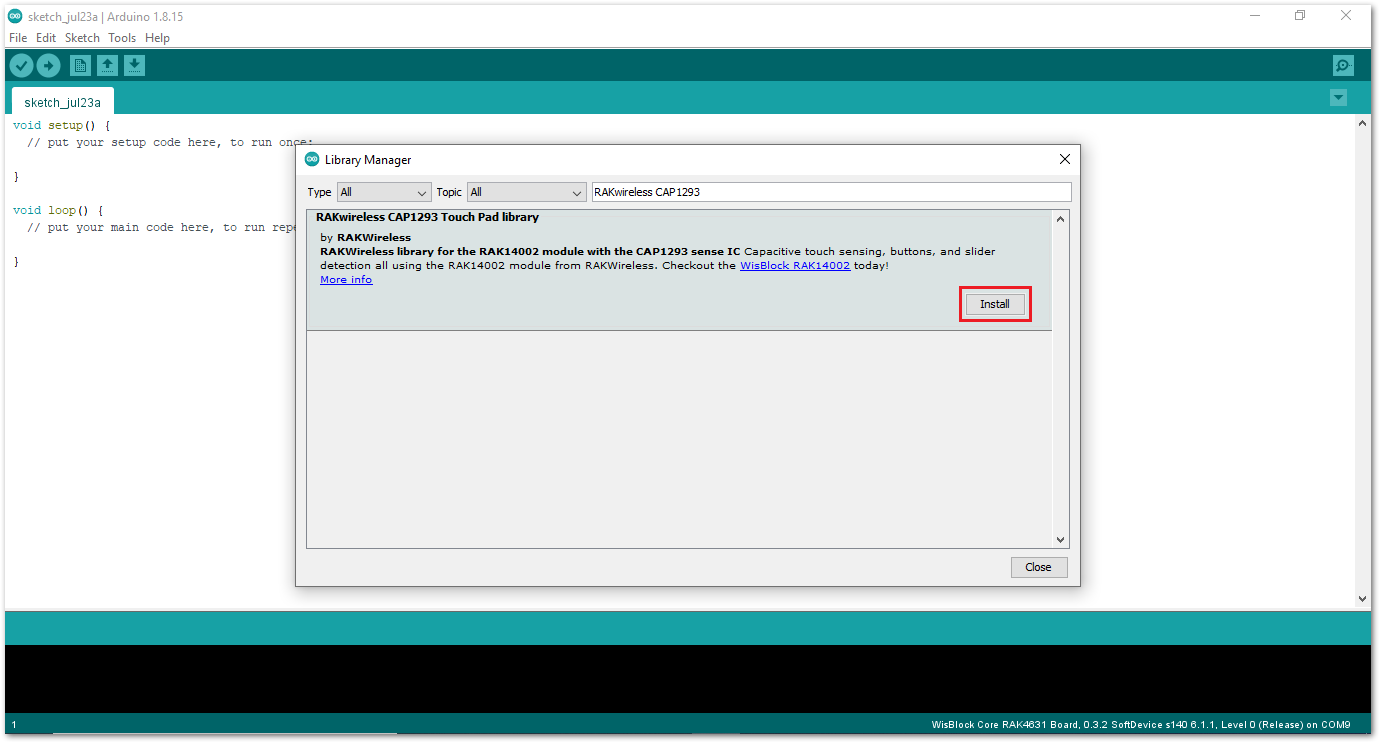 sketch_jul23a | Arduino 1.8.15
File Edit Sketch Tools Help
sketch_jul23a
void setup() {
// put your setup code here, to run once:
}
void loop() {
// put your main code here, to run repe
}
Library Manager
Type All Topic All RAKwireless CAP1293
RAKwireless CAP1293 Touch Pad library
by RAKWireless
RAKWireless library for the RAK14002 module with the CAP1293 sense IC Capacitive touch sensing, buttons, and slider
detection all using the RAK14002 module from RAKWireless. Checkout the WisBlock RAK14002 today!
More info
Install
Close
1 WisBlock Core RAK4631 Board, 0.3.2 SoftDevice s140 6.1.1, Level 0 (Release) on COM9